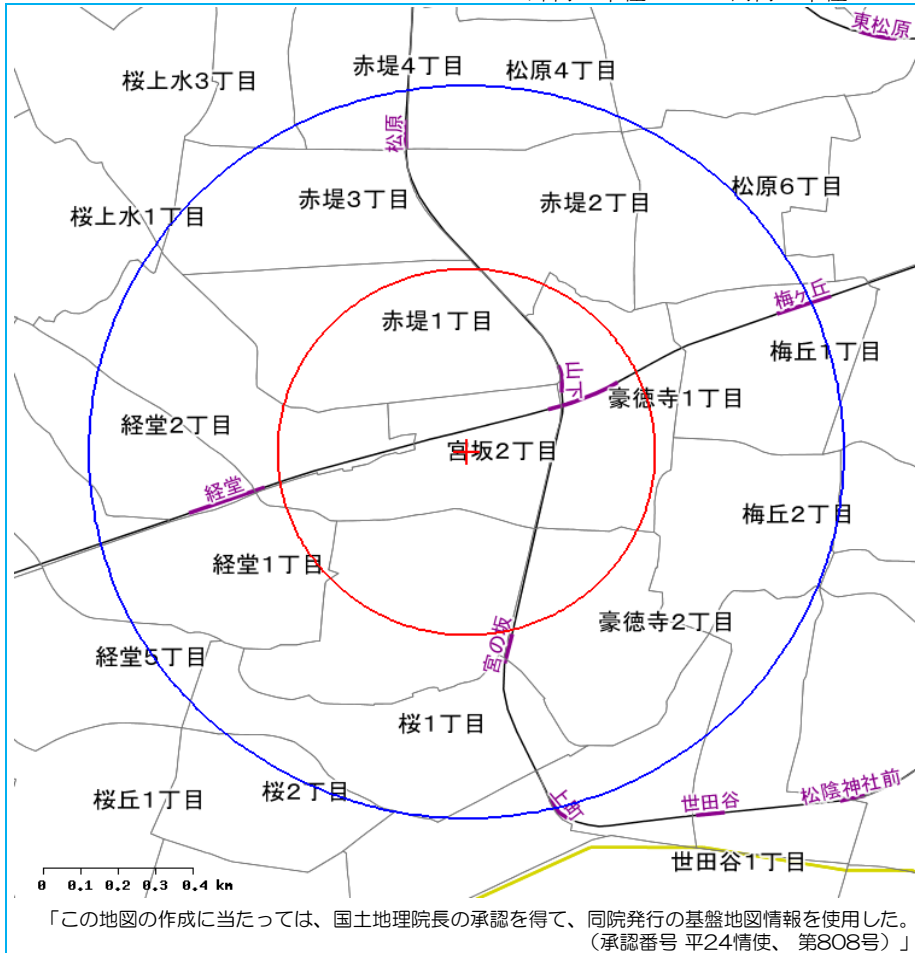 東松原
赤堤4丁目
松原4丁目
桜上水3丁目
松原
松原6丁目
赤堤3丁目
赤堤2丁目
桜上水1丁目
梅ヶ丘
赤堤1丁目
梅丘1丁目
山下
豪徳寺1丁目
経堂2丁目
宮坂2丁目
経堂
梅丘2丁目
経堂1丁目
豪徳寺2丁目
宮の坂
経堂5丁目
桜1丁目
桜2丁目
桜丘1丁目
上町
世田谷
松陰神社前
世田谷1丁目
0 0.1 0.2 0.3 0.4 km
「この地図の作成に当たっては、国土地理院長の承認を得て、同院発行の基盤地図情報を使用した。
（承認番号 平24情使、 第808号）」